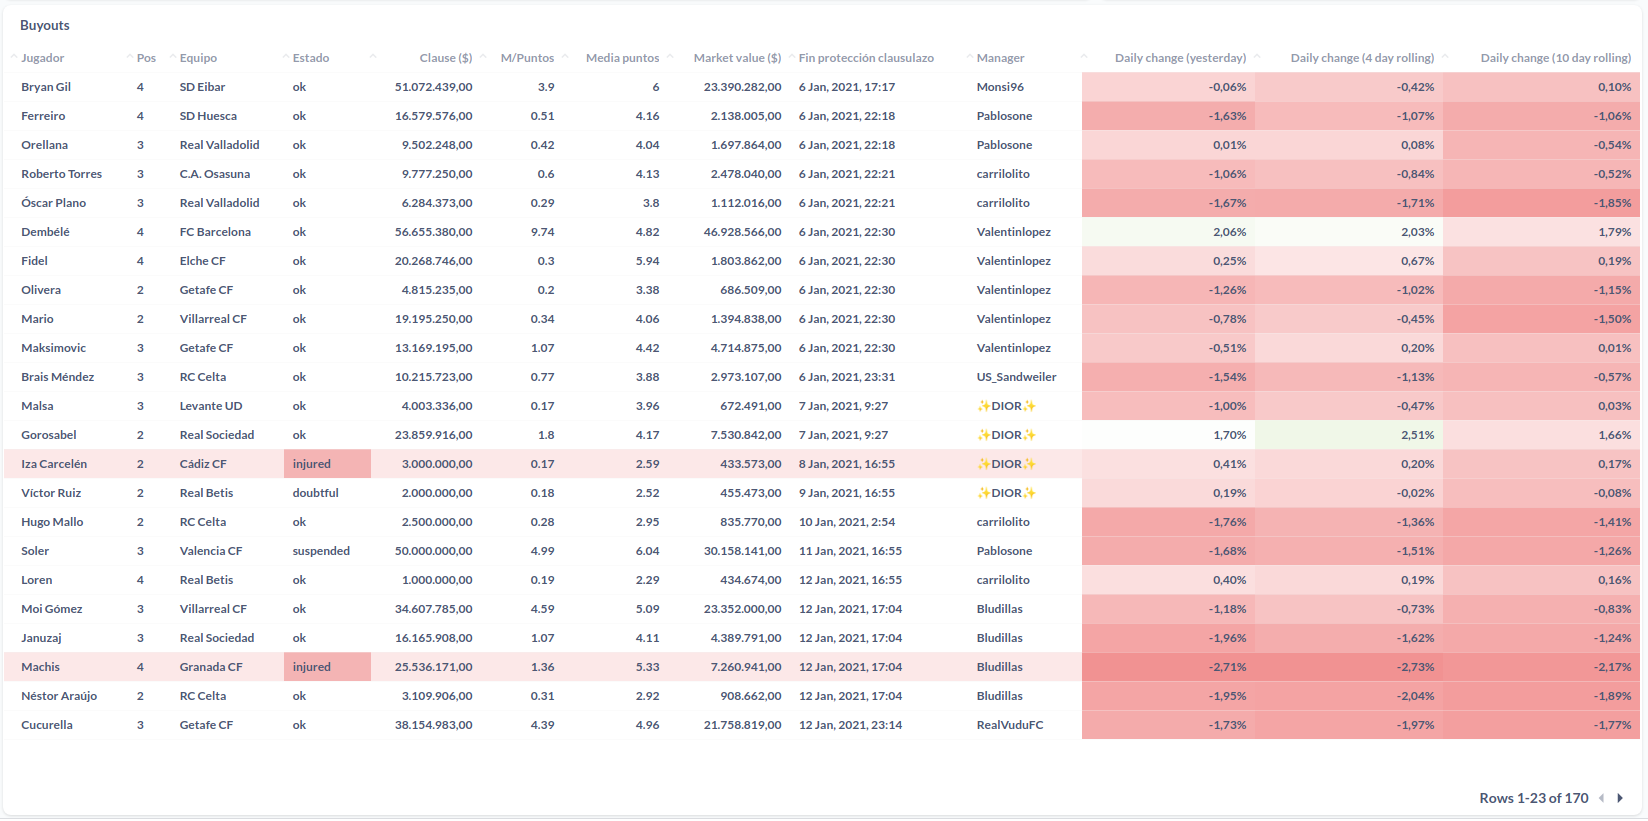 Buyouts
Jugador Pos Equipo Estado Clause ($) M/Puntos Media puntos Market value ($) Fin protección clausulazo Manager Daily change (yesterday) Daily change (4 day rolling) Daily change (10 day rolling)
Bryan Gil 4 SD Eibar ok 51.072.439,00 3.9 6 23.390.282,00 6 Jan, 2021, 17:17 Monsi96 -0,06% -0,42% 0,10%
Ferreiro 4 SD Huesca ok 16.579.576,00 0.51 4.16 2.138.005,00 6 Jan, 2021, 22:18 Pablosone -1,63% -1,07% -1,06%
Orellana 3 Real Valladolid ok 9.502.248,00 0.42 4.04 1.697.864,00 6 Jan, 2021, 22:18 Pablosone 0,01% 0,08% -0,54%
Roberto Torres 3 C.A. Osasuna ok 9.777.250,00 0.6 4.13 2.478.040,00 6 Jan, 2021, 22:21 carrilolito -1,06% -0,84% -0,52%
Óscar Plano 3 Real Valladolid ok 6.284.373,00 0.29 3.8 1.112.016,00 6 Jan, 2021, 22:21 carrilolito -1,67% -1,71% -1,85%
Dembélé 4 FC Barcelona ok 56.655.380,00 9.74 4.82 46.928.566,00 6 Jan, 2021, 22:30 Valentinlopez 2,06% 2,03% 1,79%
Fidel 4 Elche CF ok 20.268.746,00 0.3 5.94 1.803.862,00 6 Jan, 2021, 22:30 Valentinlopez 0,25% 0,67% 0,19%
Olivera 2 Getafe CF ok 4.815.235,00 0.2 3.38 686.509,00 6 Jan, 2021, 22:30 Valentinlopez -1,26% -1,02% -1,15%
Mario 2 Villarreal CF ok 19.195.250,00 0.34 4.06 1.394.838,00 6 Jan, 2021, 22:30 Valentinlopez -0,78% -0,45% -1,50%
Maksimovic 3 Getafe CF ok 13.169.195,00 1.07 4.42 4.714.875,00 6 Jan, 2021, 22:30 Valentinlopez -0,51% 0,20% 0,01%
Brais Méndez 3 RC Celta ok 10.215.723,00 0.77 3.88 2.973.107,00 6 Jan, 2021, 23:31 US_Sandweiler -1,54% -1,13% -0,57%
Malsa 3 Levante UD ok 4.003.336,00 0.17 3.96 672.491,00 7 Jan, 2021, 9:27 ✨DIOR✨ -1,00% -0,47% 0,03%
Gorosabel 2 Real Sociedad ok 23.859.916,00 1.8 4.17 7.530.842,00 7 Jan, 2021, 9:27 ✨DIOR✨ 1,70% 2,51% 1,66%
Iza Carcelén 2 Cádiz CF injured 3.000.000,00 0.17 2.59 433.573,00 8 Jan, 2021, 16:55 ✨DIOR✨ 0,41% 0,20% 0,17%
Víctor Ruiz 2 Real Betis doubtful 2.000.000,00 0.18 2.52 455.473,00 9 Jan, 2021, 16:55 ✨DIOR✨ 0,19% -0,02% -0,08%
Hugo Mallo 2 RC Celta ok 2.500.000,00 0.28 2.95 835.770,00 10 Jan, 2021, 2:54 carrilolito -1,76% -1,36% -1,41%
Soler 3 Valencia CF suspended 50.000.000,00 4.99 6.04 30.158.141,00 11 Jan, 2021, 16:55 Pablosone -1,68% -1,51% -1,26%
Loren 4 Real Betis ok 1.000.000,00 0.19 2.29 434.674,00 12 Jan, 2021, 16:55 carrilolito 0,40% 0,19% 0,16%
Moi Gómez 3 Villarreal CF ok 34.607.785,00 4.59 5.09 23.352.000,00 12 Jan, 2021, 17:04 Bludillas -1,18% -0,73% -0,83%
Januzaj 3 Real Sociedad ok 16.165.908,00 1.07 4.11 4.389.791,00 12 Jan, 2021, 17:04 Bludillas -1,96% -1,62% -1,24%
Machis 4 Granada CF injured 25.536.171,00 1.36 5.33 7.260.941,00 12 Jan, 2021, 17:04 Bludillas -2,71% -2,73% -2,17%
Néstor Araújo 2 RC Celta ok 3.109.906,00 0.31 2.92 908.662,00 12 Jan, 2021, 17:04 Bludillas -1,95% -2,04% -1,89%
Cucurella 3 Getafe CF ok 38.154.983,00 4.39 4.96 21.758.819,00 12 Jan, 2021, 23:14 RealVuduFC -1,73% -1,97% -1,77%
Rows 1-23 of 170